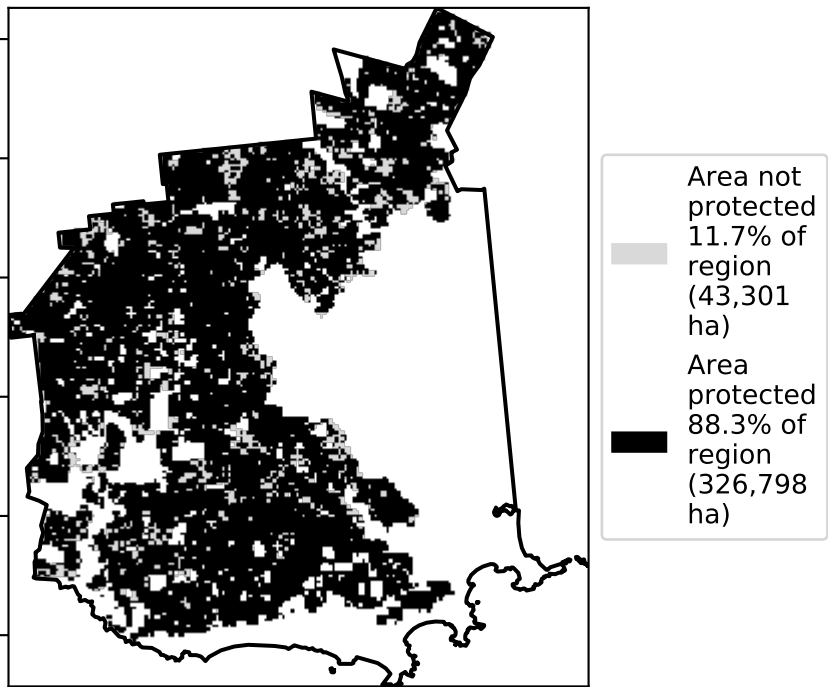 Area not
protected
11.7% of
region
(43,301
ha)
Area
protected
88.3% of
region
(326,798
ha)